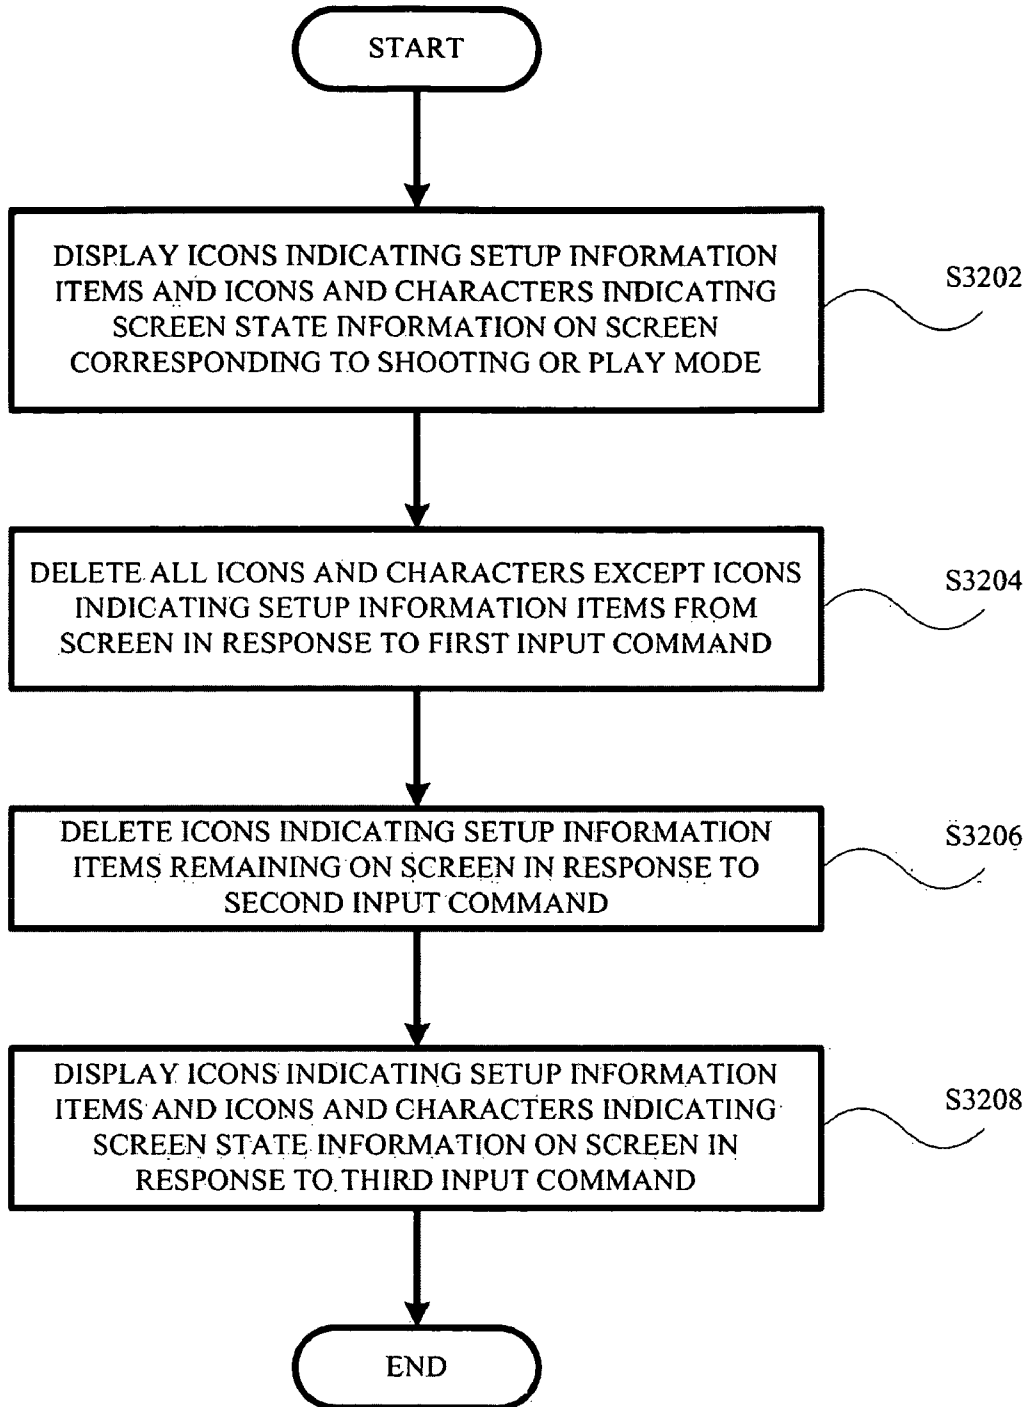 START
DISPLAY ICONS INDICATING SETUP INFORMATION
ITEMS AND ICONS AND CHARACTERS INDICATING
SCREEN STATE INFORMATION ON SCREEN
CORRESPONDING TO SHOOTING OR PLAY MODE
S3202
DELETE ALL ICONS AND CHARACTERS EXCEPT ICONS
INDICATING SETUP INFORMATION ITEMS FROM
SCREEN IN RESPONSE TO FIRST INPUT COMMAND
S3204
DELETE ICONS INDICATING SETUP INFORMATION
ITEMS REMAINING ON SCREEN IN RESPONSE TO
SECOND INPUT COMMAND
S3206
DISPLAY ICONS INDICATING SETUP INFORMATION
ITEMS AND ICONS AND CHARACTERS INDICATING
SCREEN STATE INFORMATION ON SCREEN IN
RESPONSE TO THIRD INPUT COMMAND
S3208
END